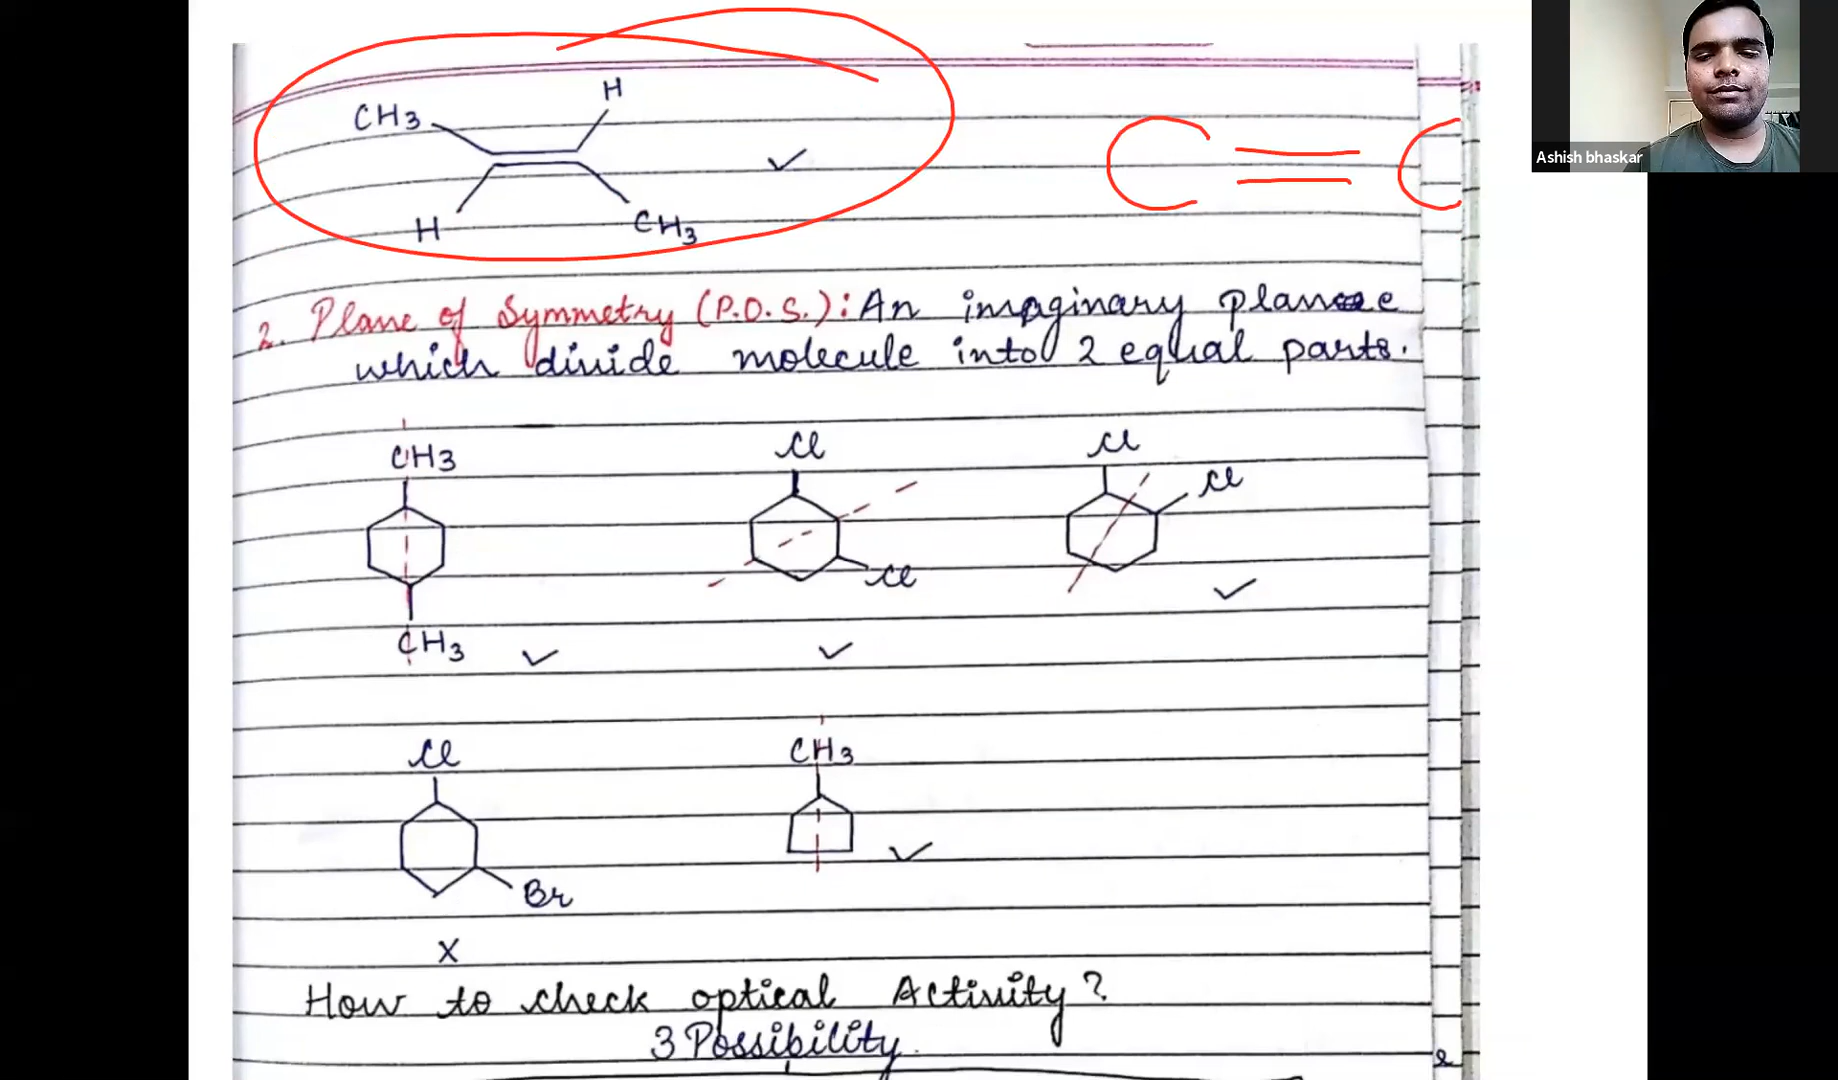 CH3
H
H
CH3
C = C
Ashish bhaskar
2. Plane of Symmetry (P.O.S.): An imaginary plane
which divide molecule into 2 equal parts.
CH3
CH3
Cl
Cl
Cl
Cl
Cl
Br
X
CH3
How to check optical Activity?
3 Possibility.